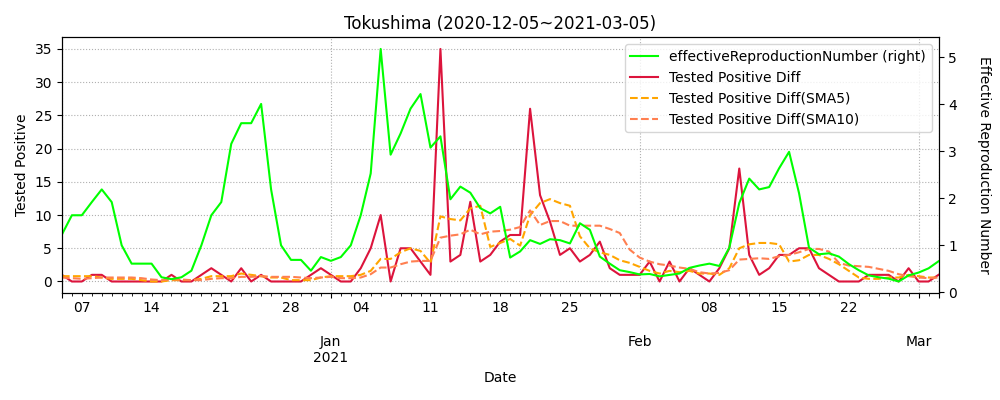 Tokushima (2020-12-05~2021-03-05)
effectiveReproductionNumber (right)
Tested Positive Diff
Tested Positive Diff(SMA5)
Tested Positive Diff(SMA10)
Tested Positive
35
30
25
20
15
10
5
0
5
4
3
2
1
0
Effective Reproduction Number
07
14
21
28
04
11
18
25
08
15
22
Jan
2021
Feb
Mar
Date